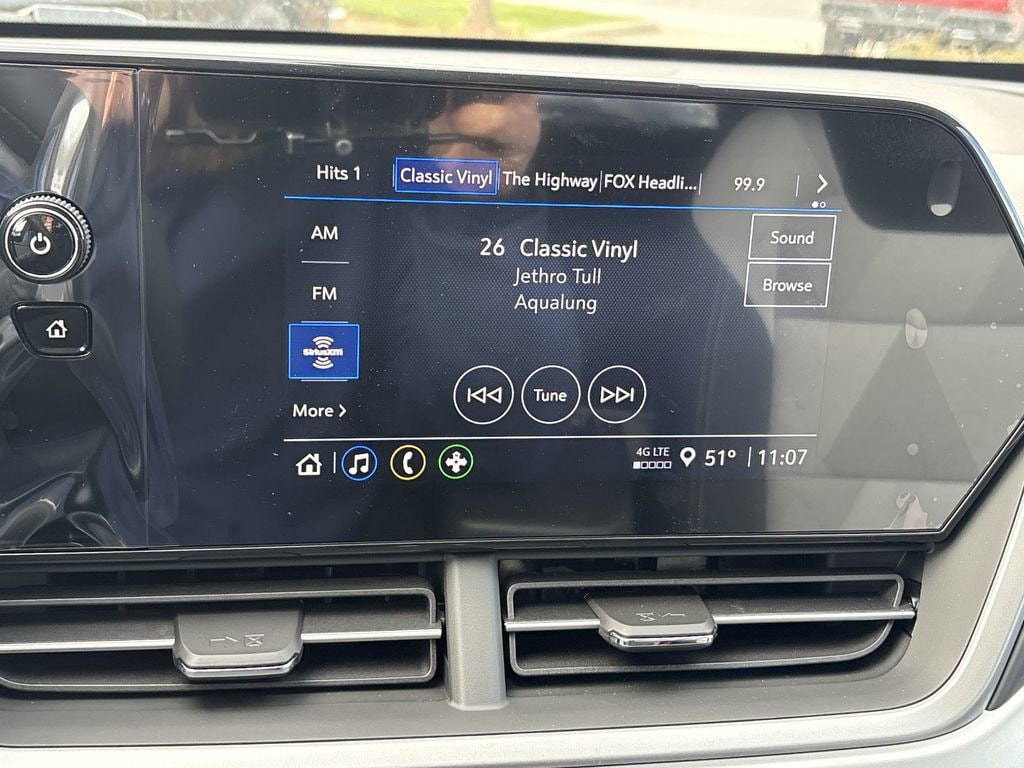 Hits 1
Classic Vinyl
The Highway
FOX Headli...
99.9
AM
FM
SiriusXM
More >
26 Classic Vinyl
Jethro Tull
Aqualung
Sound
Browse
Tune
4G LTE
51° 11:07